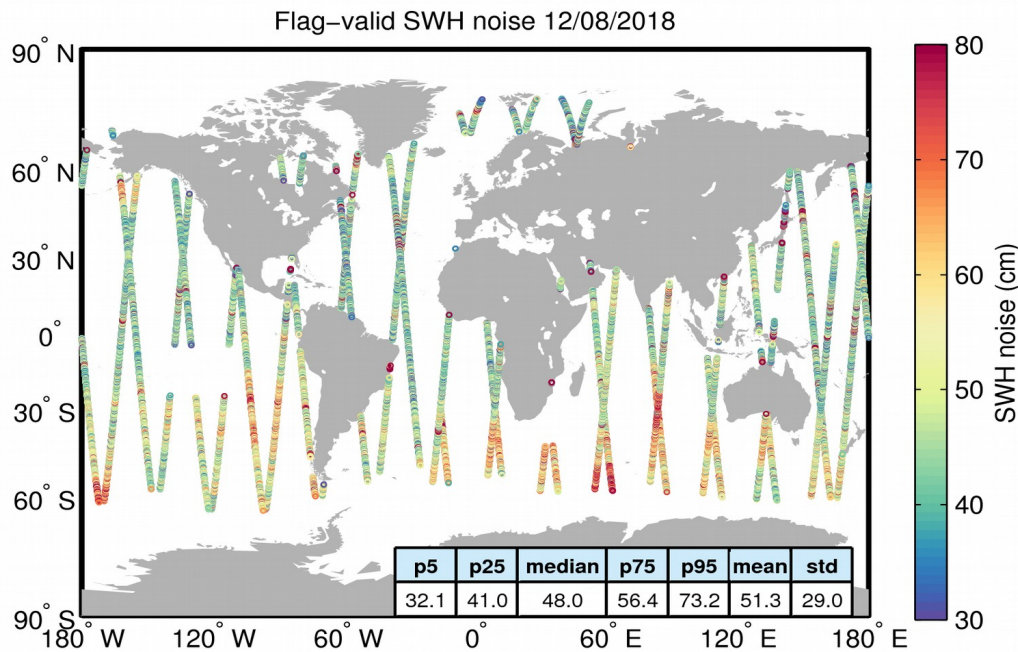 Flag−valid SWH noise 12/08/2018
90° N
60° N
30° N
0°
30° S
60° S
90° S
180° W
120° W
60° W
0°
60° E
120° E
180° E
80
70
60
50
40
30
SWH noise (cm)
p5 p25 median p75 p95 mean std
32.1 41.0 48.0 56.4 73.2 51.3 29.0